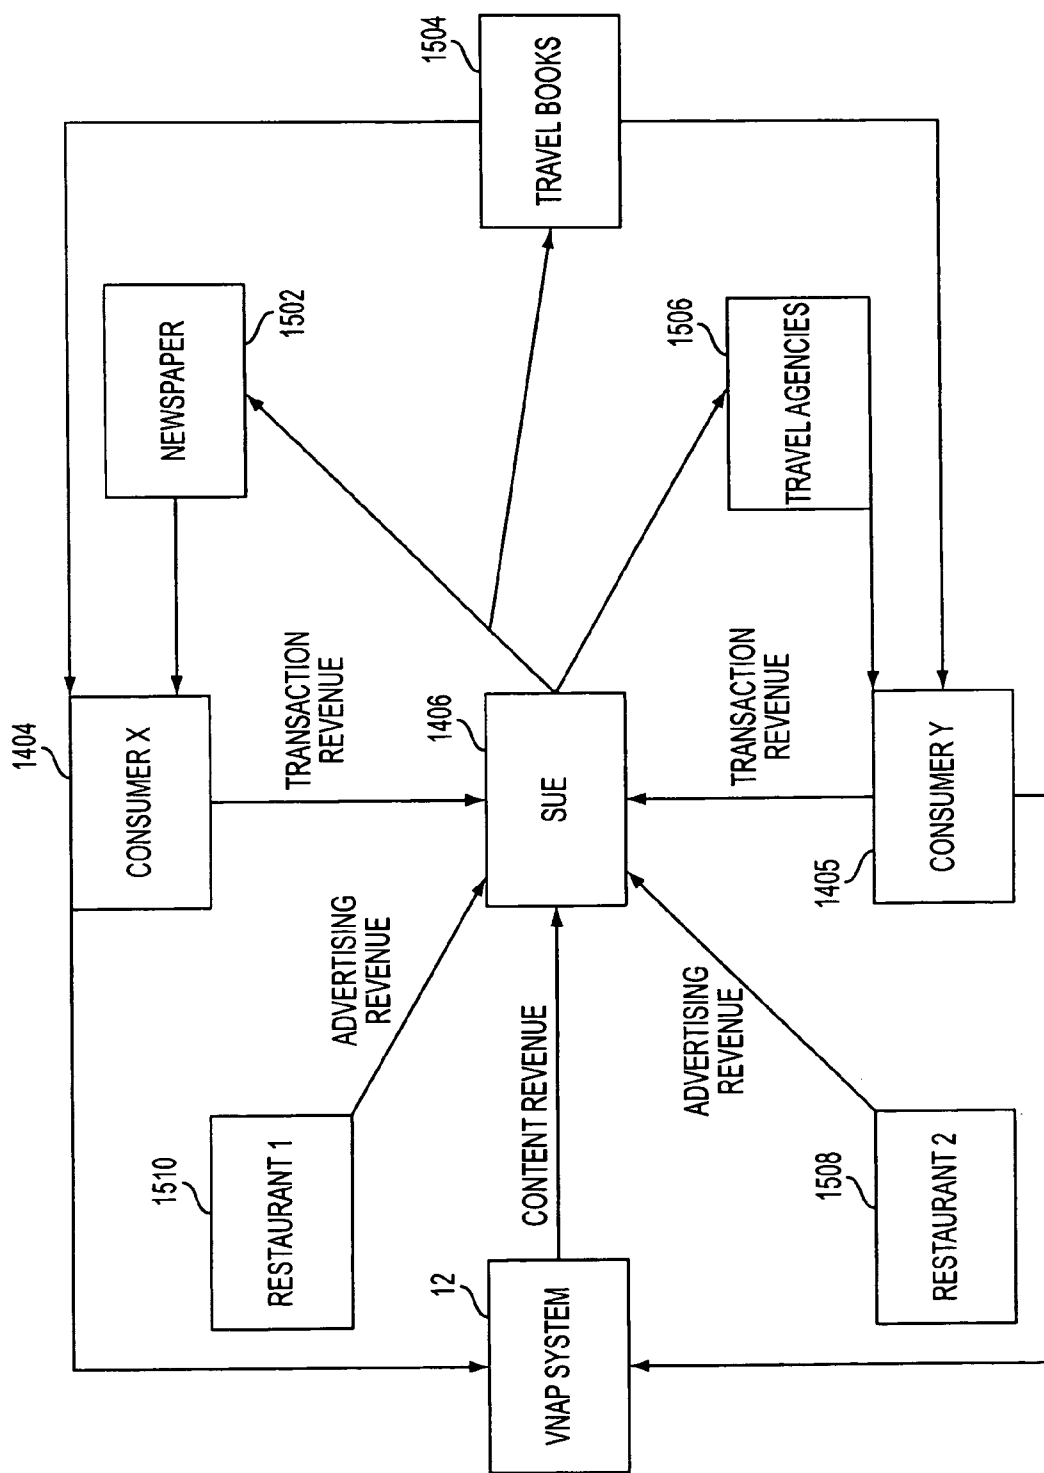 1404
CONSUMER X
NEWSPAPER
1502
1504
TRAVEL BOOKS
TRANSACTION
REVENUE
1510
RESTAURANT 1
ADVERTISING
REVENUE
12
VNAP SYSTEM
CONTENT REVENUE
1406
SUE
1506
TRAVEL AGENCIES
TRANSACTION
REVENUE
ADVERTISING
REVENUE
1508
RESTAURANT 2
1405
CONSUMER Y